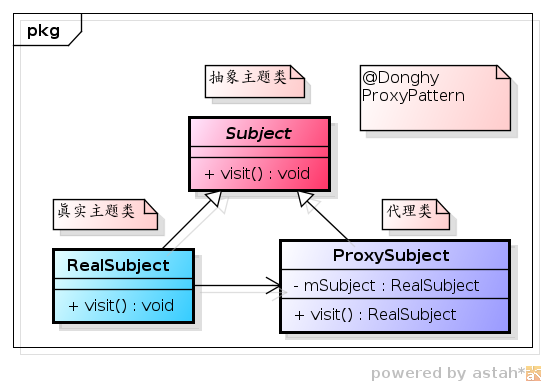 pkg
抽象主题类
@Donghy
ProxyPattern
Subject
+ visit() : void
真实主题类
代理类
RealSubject
+ visit() : void
ProxySubject
- mSubject : RealSubject
+ visit() : RealSubject
powered by astah*